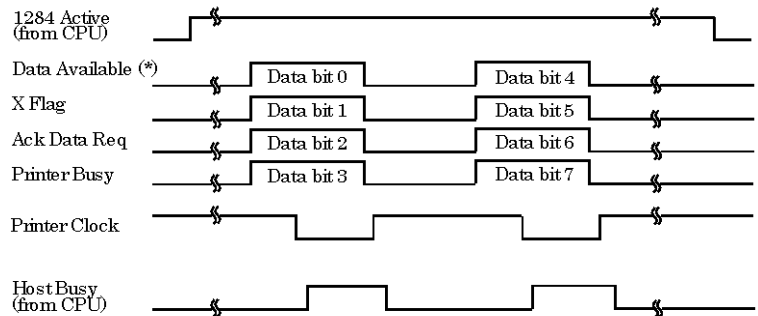 1284 Active
(from CPU)
Data Available (*)
Data bit 0
Data bit 4
X Flag
Data bit 1
Data bit 5
Ack Data Req
Data bit 2
Data bit 6
Printer Busy
Data bit 3
Data bit 7
Printer Clock
Host Busy
(from CPU)